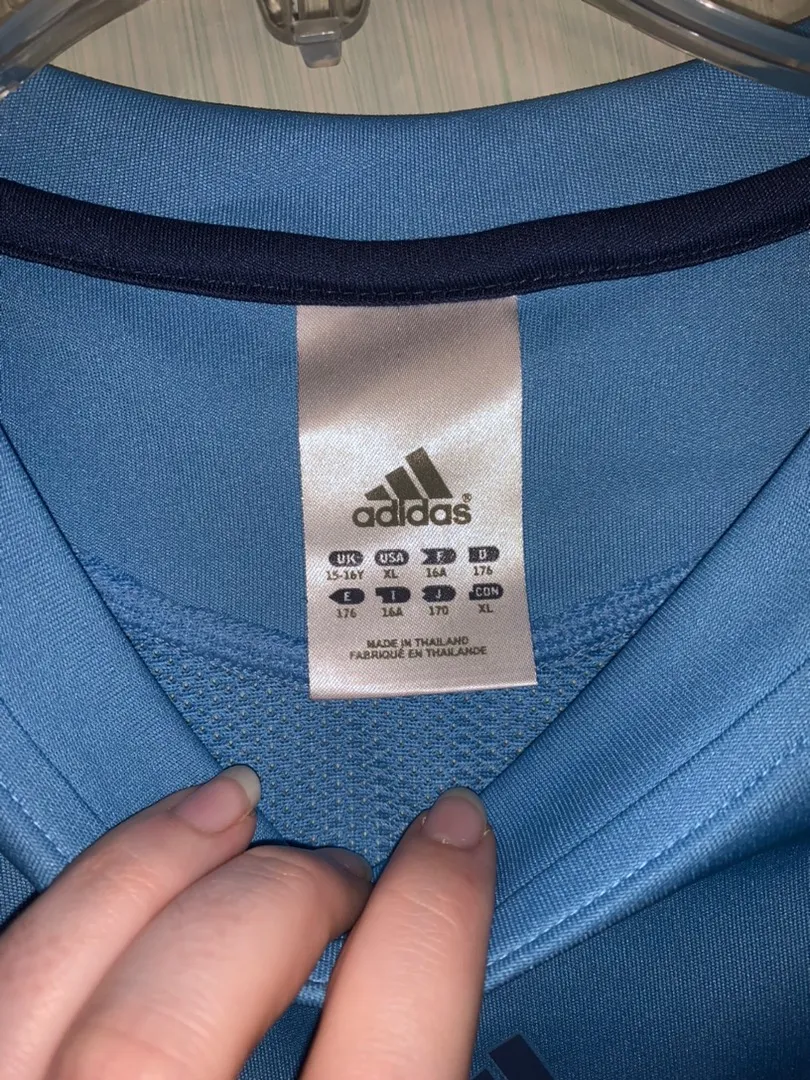 adidas®
UK USA F D
15-16Y XL 16A 176
E I J CDN
176 16A 170 XL
MADE IN THAILAND
FABRIQUÉ EN THAILANDE